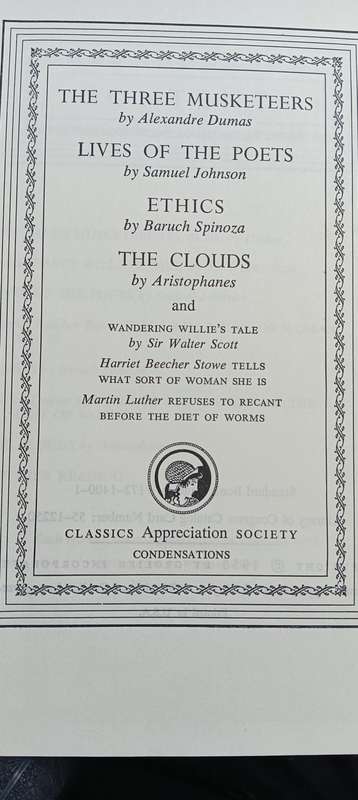 THE THREE MUSKETEERS
by Alexandre Dumas
LIVES OF THE POETS
by Samuel Johnson
ETHICS
by Baruch Spinoza
THE CLOUDS
by Aristophanes
and
WANDERING WILLIE'S TALE
by Sir Walter Scott
Harriet Beecher Stowe TELLS
WHAT SORT OF WOMAN SHE IS
Martin Luther REFUSES TO RECANT
BEFORE THE DIET OF WORMS
CLASSICS Appreciation SOCIETY
CONDENSATIONS